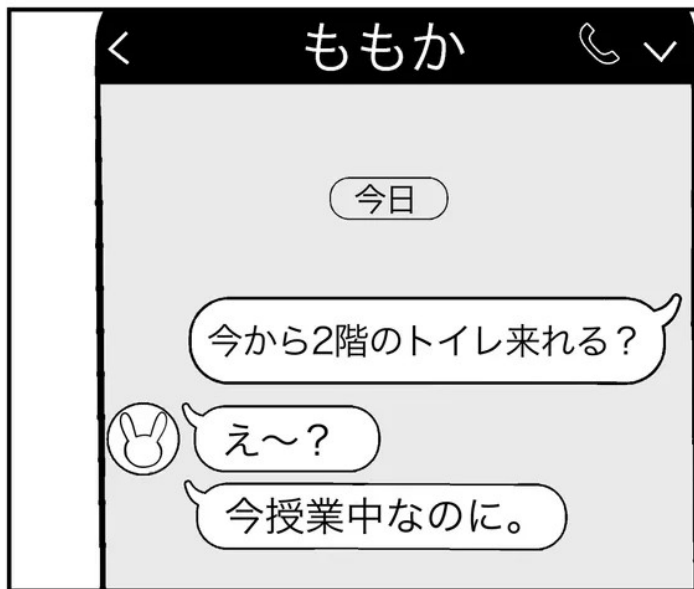 ももか
今日
今から2階のトイレ来れる？
え〜？
今授業中なのに。